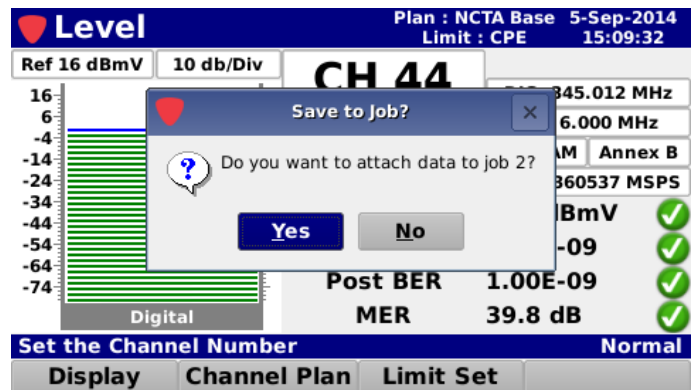 Level
Plan : NCTA Base 5-Sep-2014
Limit : CPE 15:09:32
Ref 16 dBmV 10 db/Div
CH 44
845.012 MHz
16
6
-4
-14
-24
-34
-44
-54
-64
-74
6.000 MHz
Annex B
360537 MSPS
Save to Job?
Do you want to attach data to job 2?
Yes No
-09
Post BER 1.00E-09
MER 39.8 dB
Digital
Set the Channel Number Normal
Display Channel Plan Limit Set